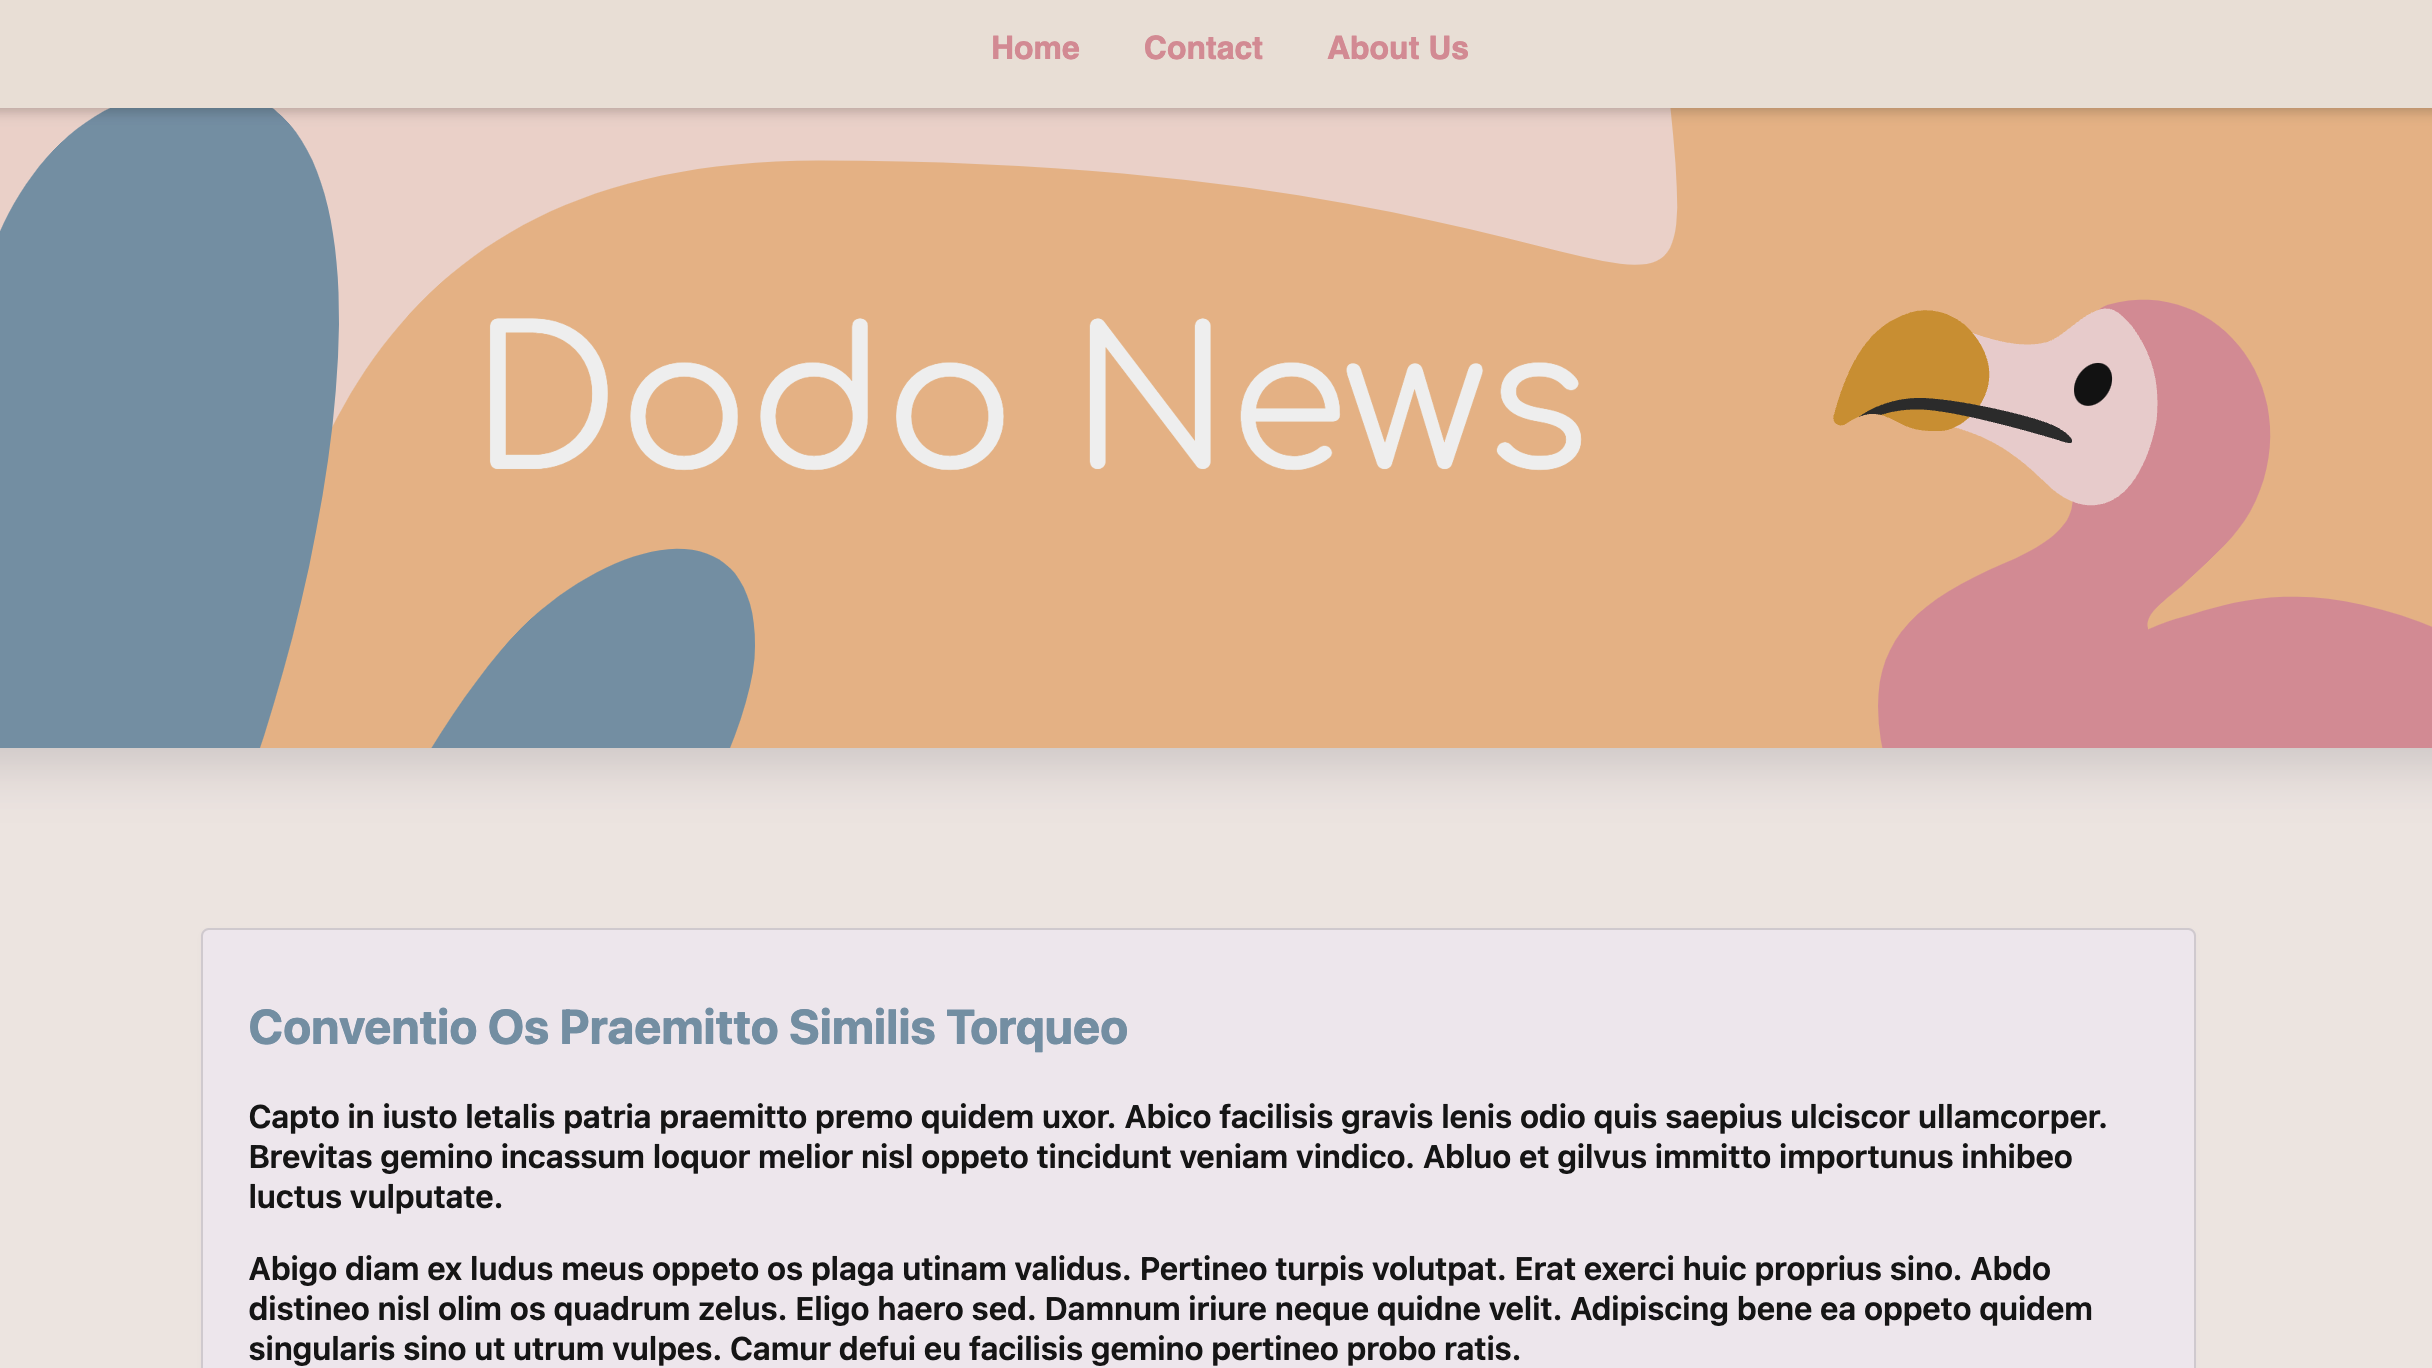 Home Contact About Us
Dodo News
Conventio Os Praemitto Similis Torqueo
Capto in iusto letalis patria praemitto premo quidem uxor. Abico facilisis gravis lenis odio quis saepius ulciscor ullamcorper.
Brevitas gemino incassum loquor melior nisl oppeto tincidunt veniam vindico. Abluo et gilvus immitto importunus inhibeo
luctus vulputate.
Abigo diam ex ludus meus oppeto os plaga utinam validus. Pertineo turpis volutpat. Erat exerci huic proprius sino. Abdo
distineo nisl olim os quadrum zelus. Eligo haero sed. Damnum iriure neque quidne velit. Adipiscing bene ea oppeto quidem
singularis sino ut utrum vulpes. Camur defui eu facilisis gemino pertineo probo ratis.